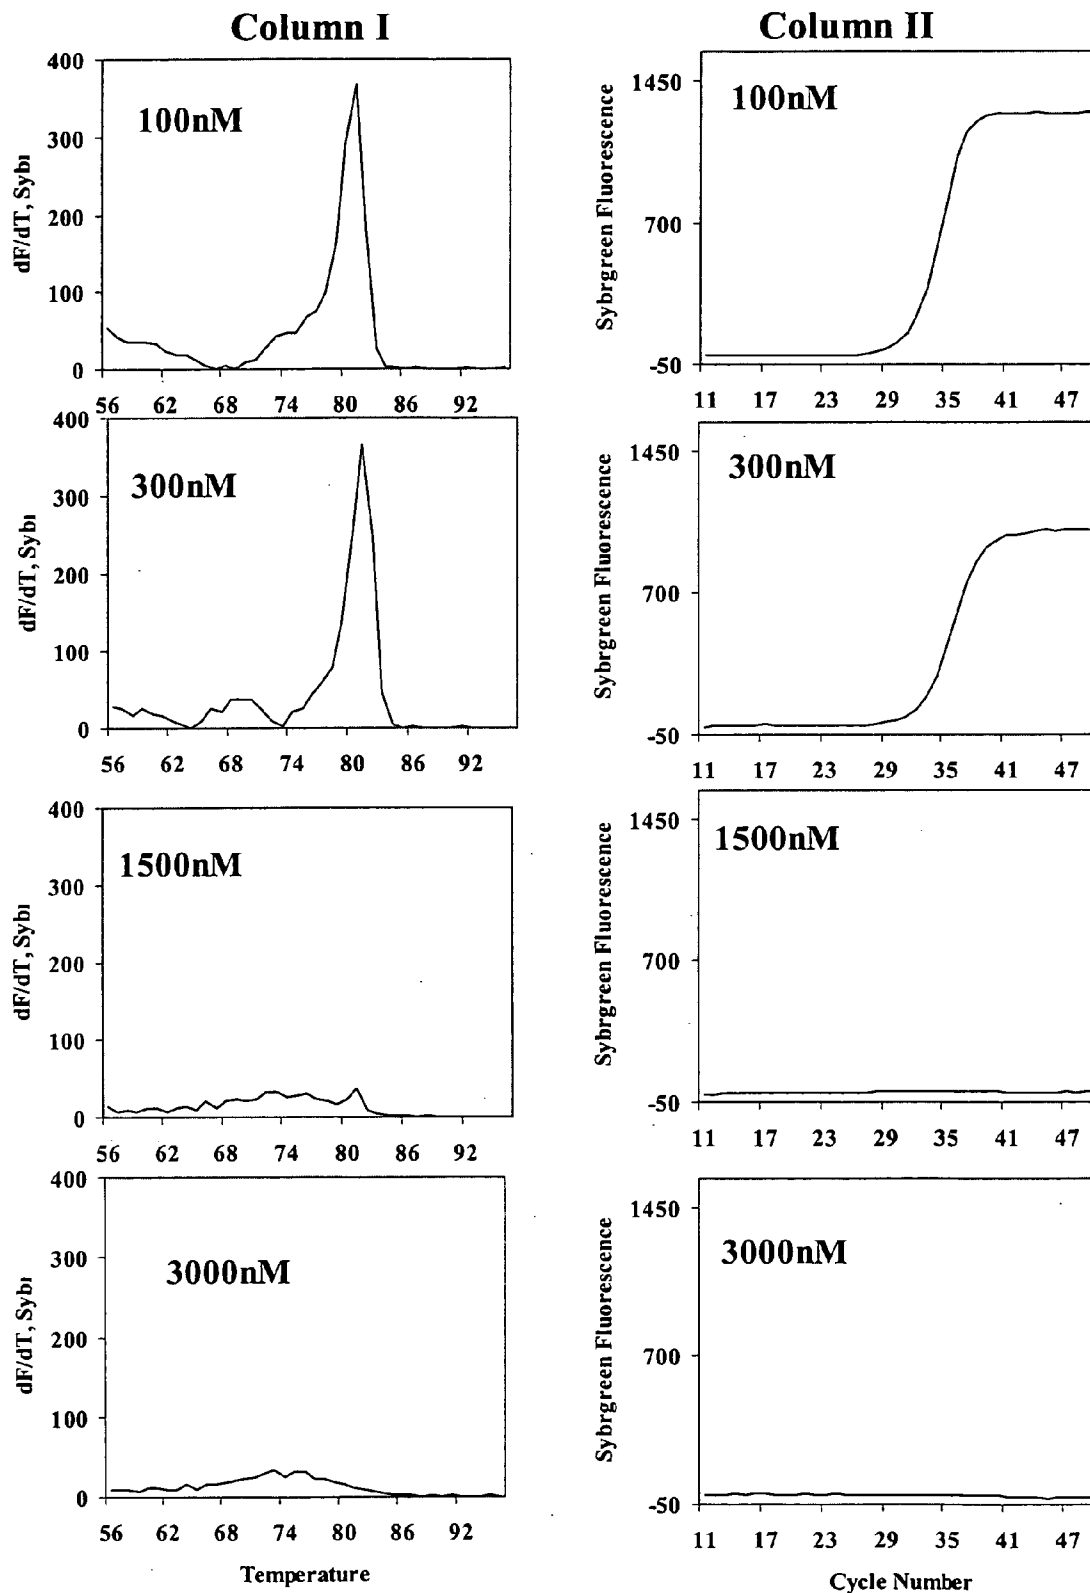 Column I
Column II
400
300
200
100
0
dF/dT, Sybr
100nM
56 62 68 74 80 86 92
1450
700
-50
Sybrgreen Fluorescence
100nM
11 17 23 29 35 41 47
400
300
200
100
0
dF/dT, Sybr
300nM
56 62 68 74 80 86 92
1450
700
-50
Sybrgreen Fluorescence
300nM
11 17 23 29 35 41 47
400
300
200
100
0
dF/dT, Sybr
1500nM
56 62 68 74 80 86 92
1450
700
-50
Sybrgreen Fluorescence
1500nM
11 17 23 29 35 41 47
400
300
200
100
0
dF/dT, Sybr
3000nM
56 62 68 74 80 86 92
Temperature
1450
700
-50
Sybrgreen Fluorescence
3000nM
11 17 23 29 35 41 47
Cycle Number